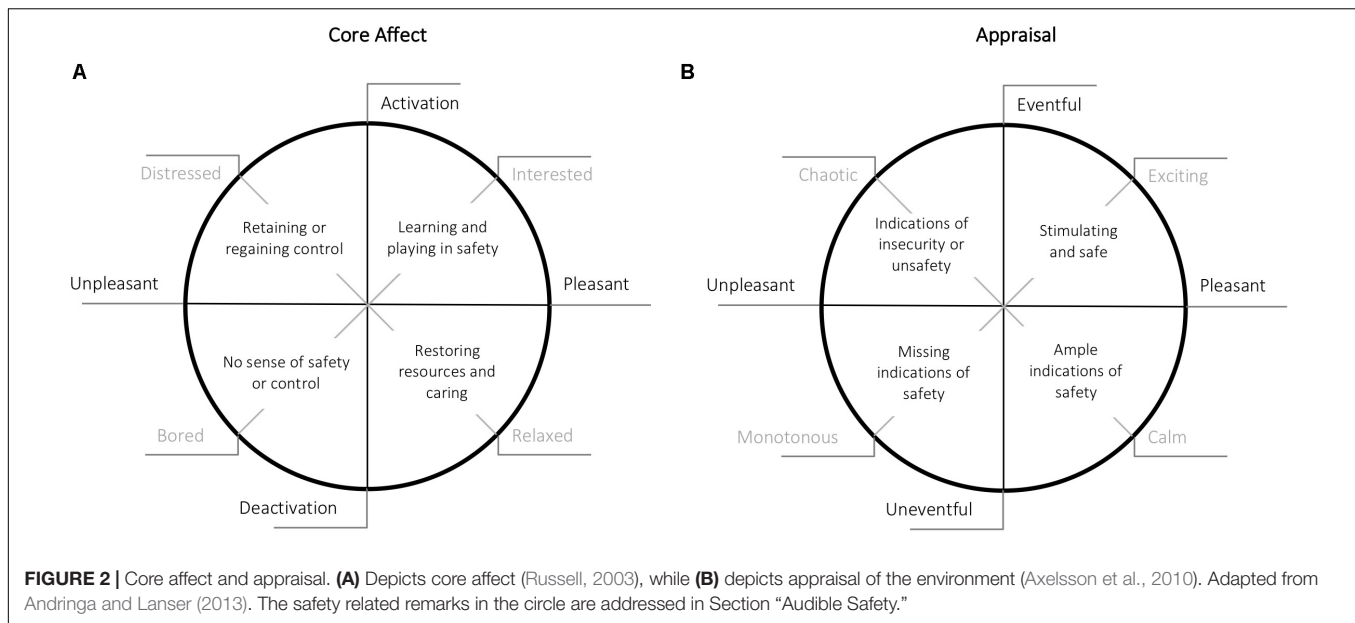 Core Affect
A
Activation
Distressed
Interested
Retaining or
regaining control
Learning and
playing in safety
Unpleasant
Pleasant
No sense of safety
or control
Restoring
resources and
caring
Bored
Relaxed
Deactivation
Appraisal
B
Eventful
Chaotic
Exciting
Indications of
insecurity or
unsafety
Stimulating
and safe
Unpleasant
Pleasant
Missing
indications of
safety
Ample
indications of
safety
Monotonous
Calm
Uneventful
FIGURE 2 | Core affect and appraisal. (A) Depicts core affect (Russell, 2003), while (B) depicts appraisal of the environment (Axelsson et al., 2010). Adapted from
Andringa and Lanser (2013). The safety related remarks in the circle are addressed in Section “Audible Safety.”